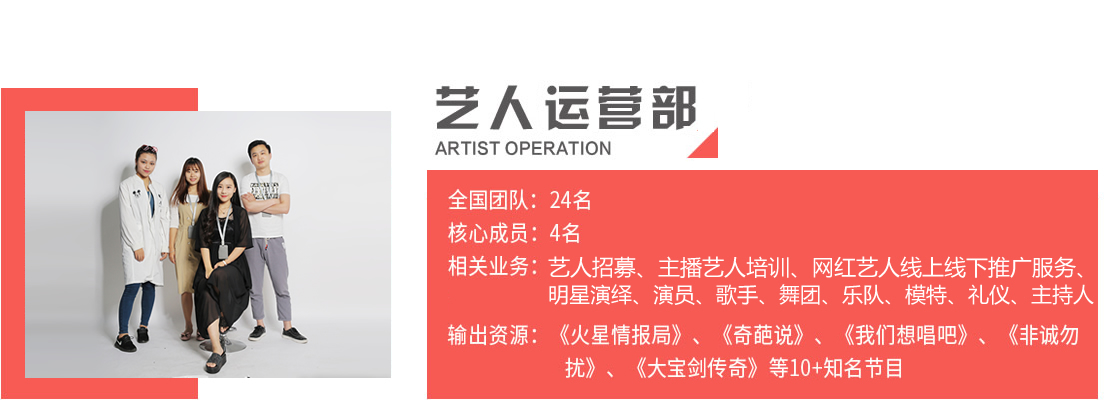 艺人运营部
ARTIST OPERATION
全国团队：24名
核心成员：4名
相关业务：艺人招募、主播艺人培训、网红艺人线上线下推广服务、
明星演绎、演员、歌手、舞团、乐队、模特、礼仪、主持人
输出资源：《火星情报局》、《奇葩说》、《我们想唱吧》、《非诚勿
扰》、《大宝剑传奇》等10+知名节目